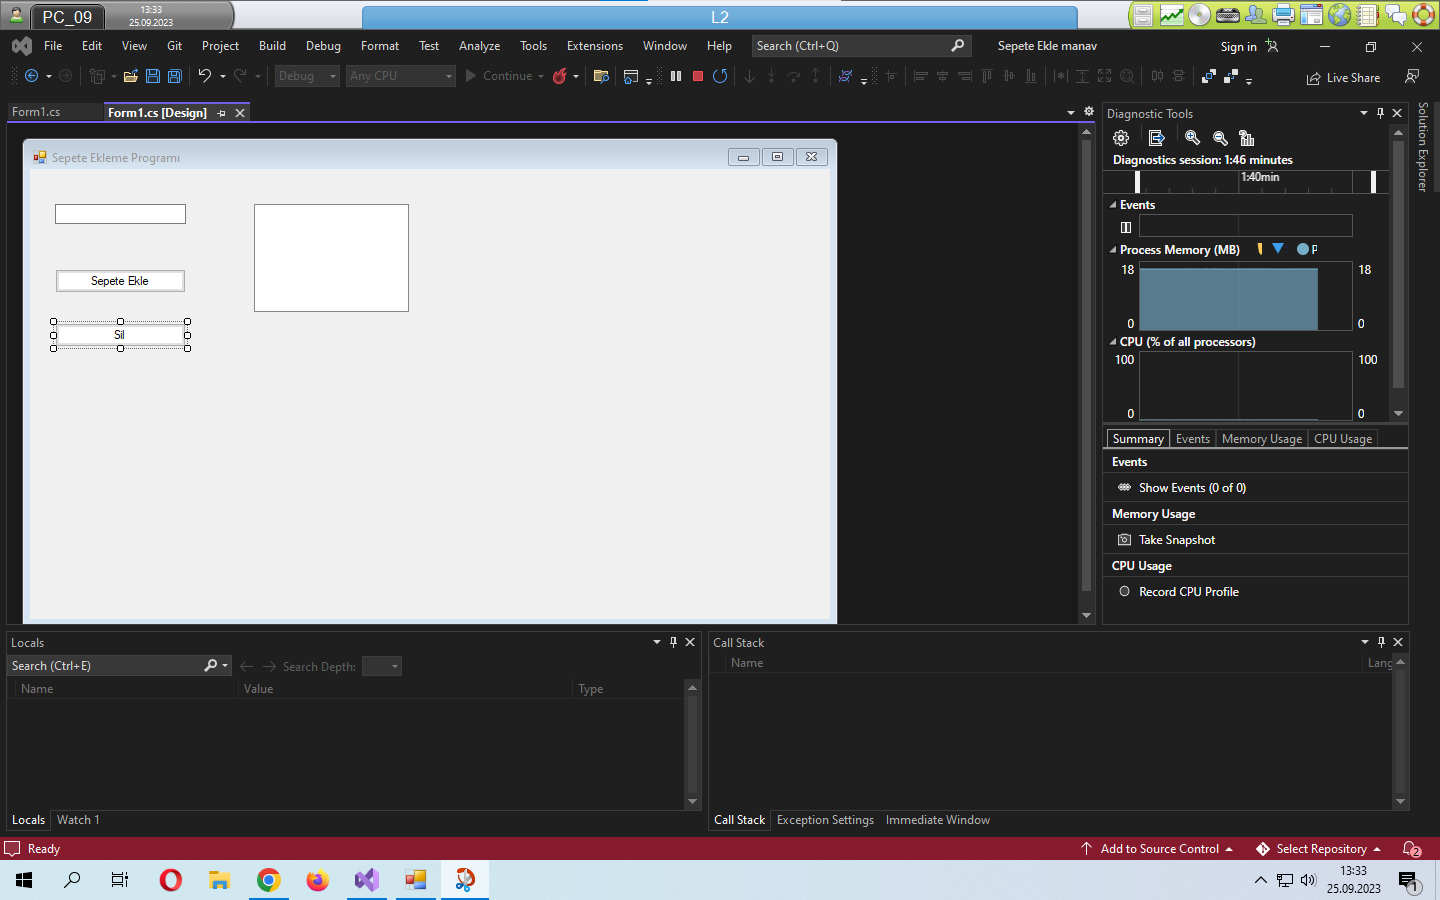 PC_09
13:33
25.09.2023
L2
File Edit View Git Project Build Debug Format Test Analyze Tools Extensions Window Help Search (Ctrl+Q) Sepete Ekle manav Sign in
Debug Any CPU Continue Live Share
Form1.cs Form1.cs [Design]
Sepete Ekleme Programı
Sepete Ekle
Sil
Diagnostic Tools
Diagnostics session: 1:46 minutes
1:40min
Events
Process Memory (MB) P
18 18
0 0
CPU (% of all processors)
100 100
0 0
Summary Events Memory Usage CPU Usage
Events
Show Events (0 of 0)
Memory Usage
Take Snapshot
CPU Usage
Record CPU Profile
Solution Explorer
Locals
Search (Ctrl+E) Search Depth:
Name Value Type
Locals Watch 1
Call Stack
Name Lang
Call Stack Exception Settings Immediate Window
Ready Add to Source Control Select Repository 2
13:33
25.09.2023
1